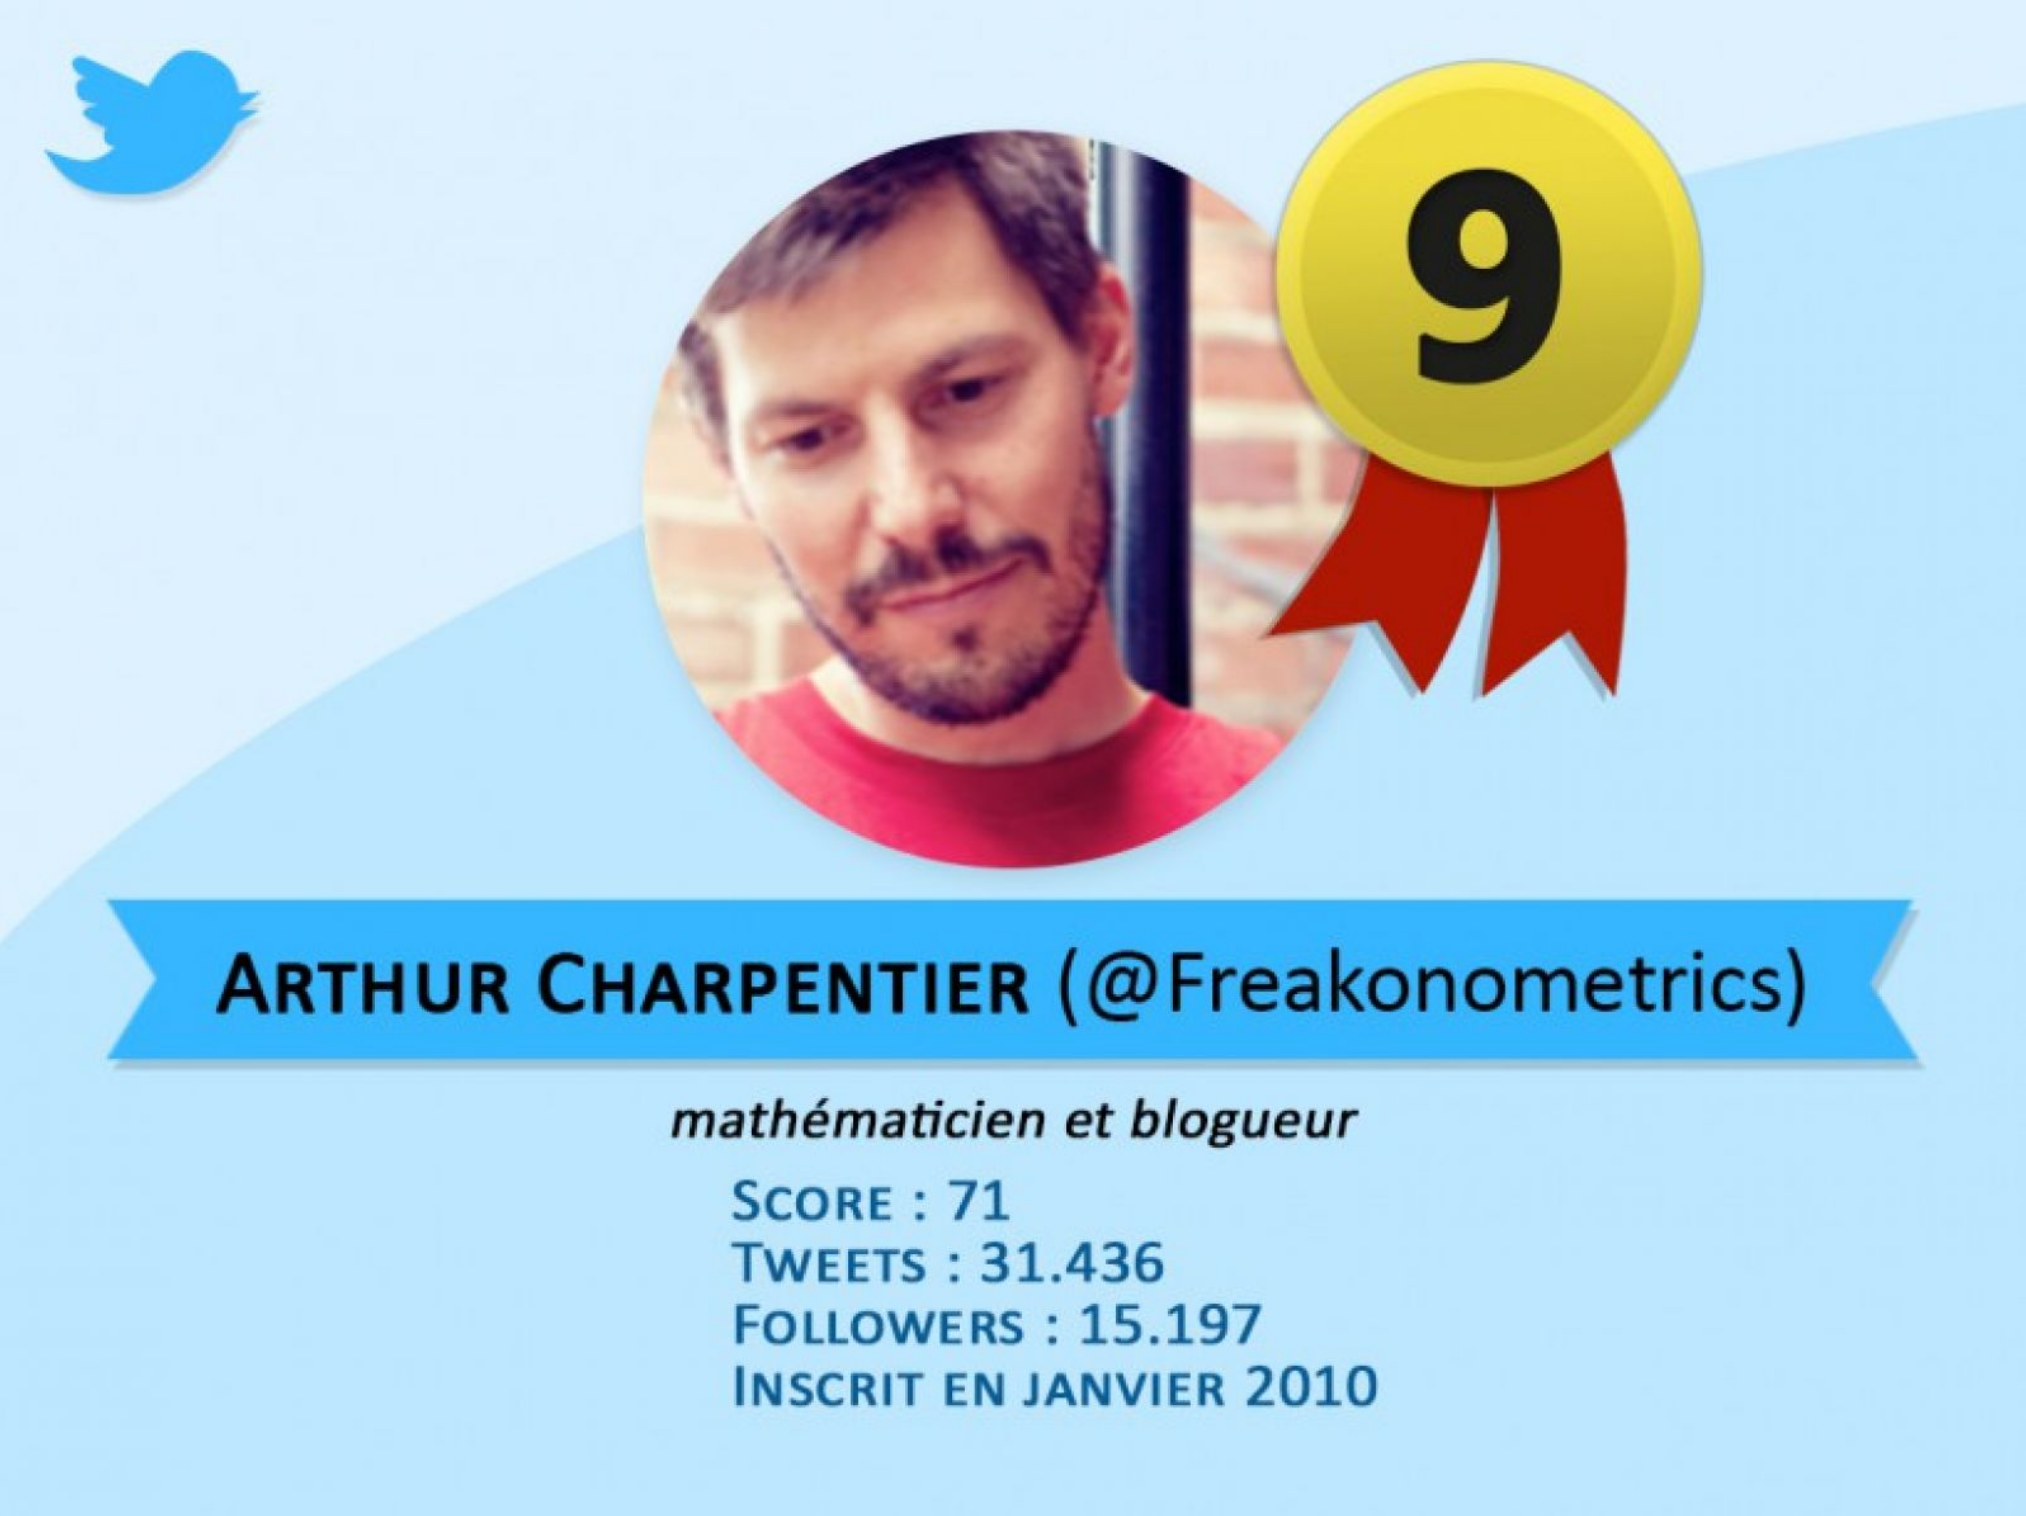 9
ARTHUR CHARPENTIER (@Freakonometrics)
mathématicien et blogueur
SCORE : 71
TWEETS : 31.436
FOLLOWERS : 15.197
INSCRIT EN JANVIER 2010